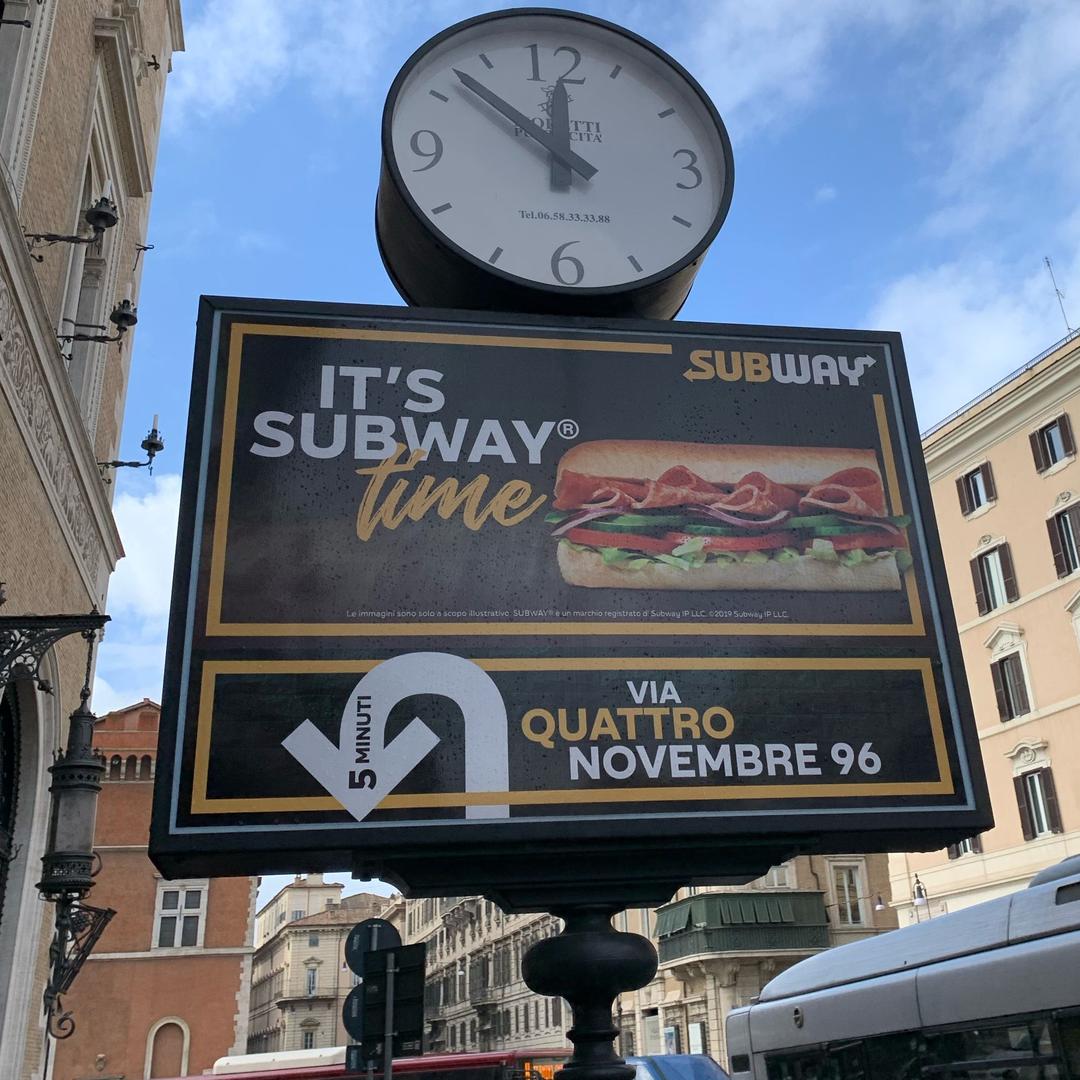 12
3
6
9
Tel.06.58.33.33.88
SUBWAY
IT'S
SUBWAY®
time
Le immagini sono solo a scopo illustrativo. SUBWAY® è un marchio registrato di Subway IP LLC. ©2019 Subway IP LLC.
5 MINUTI
VIA
QUATTRO
NOVEMBRE 96